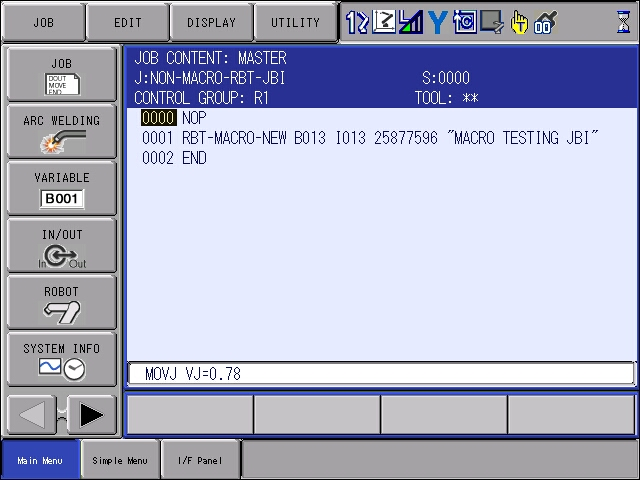 JOB EDIT DISPLAY UTILITY
JOB
DOUT
MOVE
END
ARC WELDING
VARIABLE
B001
IN/OUT
In Out
ROBOT
SYSTEM INFO
JOB CONTENT: MASTER
J:NON-MACRO-RBT-JBI S:0000
CONTROL GROUP: R1 TOOL: **
0000 NOP
0001 RBT-MACRO-NEW B013 I013 25877596 "MACRO TESTING JBI"
0002 END
MOVJ VJ=0.78
Main Menu Simple Menu I/F Panel